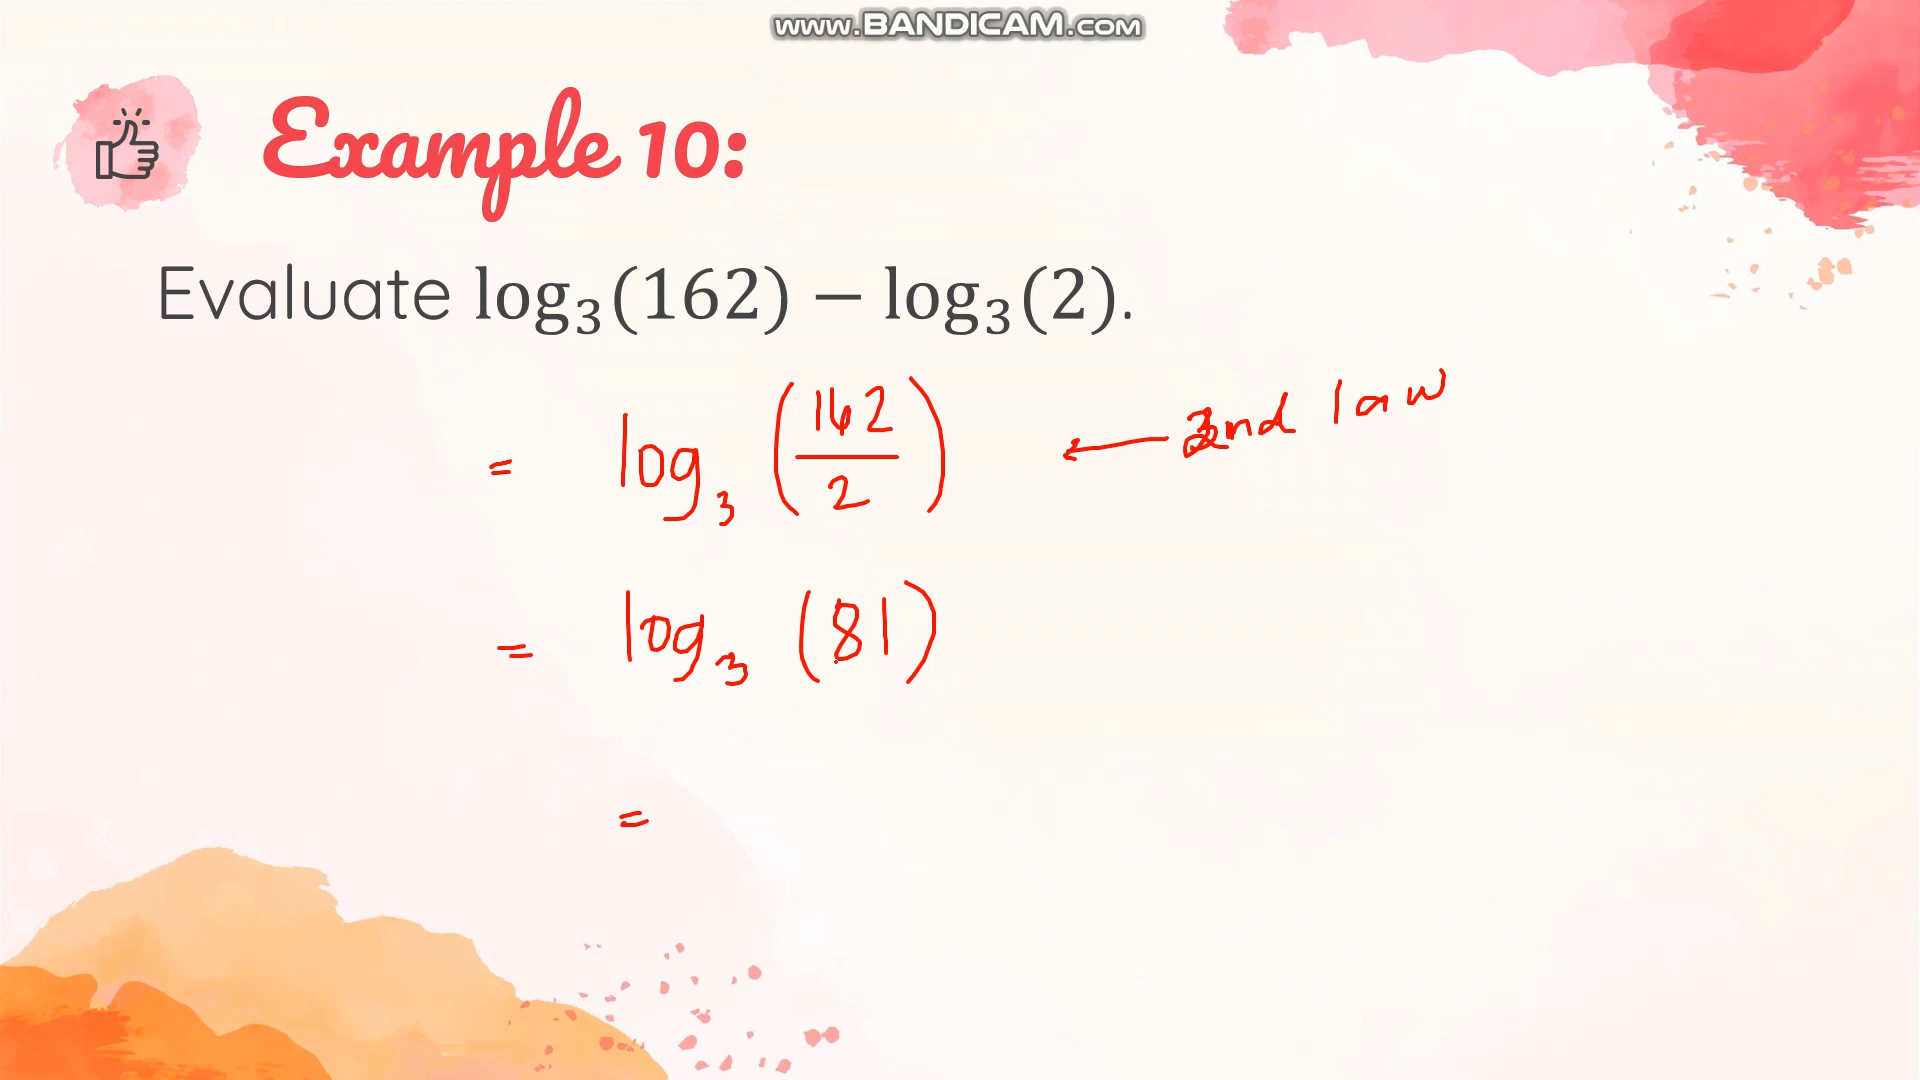 www.BANDICAM.com
Example 10:
Evaluate log₃(162) − log₃(2).
= log₃ (162/2) ← 2nd law
= log₃ (81)
=